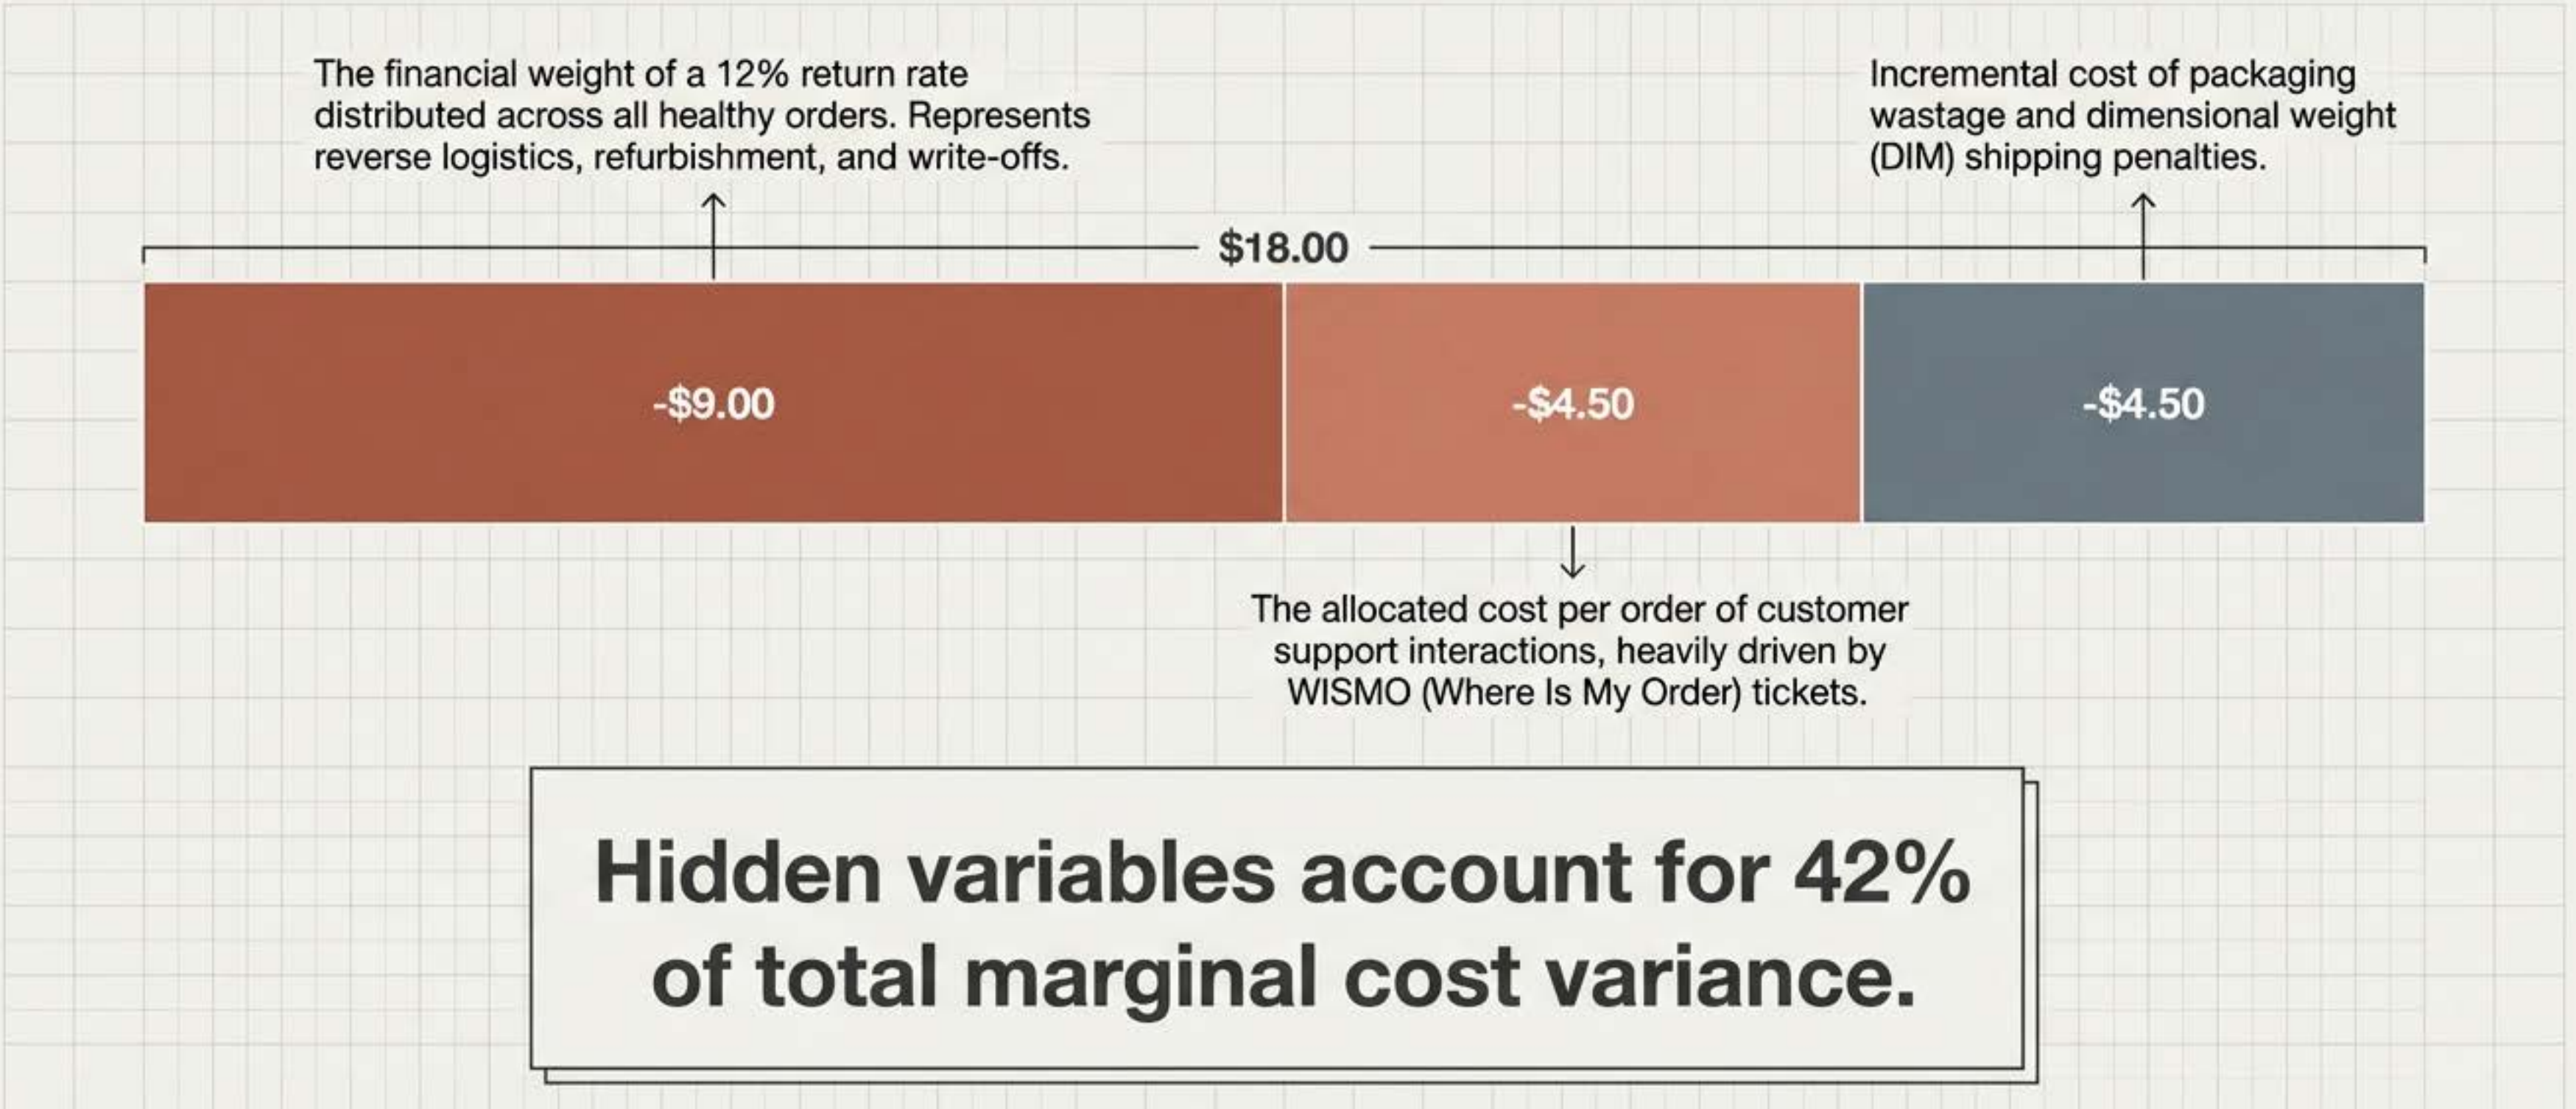 The financial weight of a 12% return rate
distributed across all healthy orders. Represents
reverse logistics, refurbishment, and write-offs.
Incremental cost of packaging
wastage and dimensional weight
(DIM) shipping penalties.
$18.00
-$9.00
-$4.50
-$4.50
The allocated cost per order of customer
support interactions, heavily driven by
WISMO (Where Is My Order) tickets.
Hidden variables account for 42%
of total marginal cost variance.